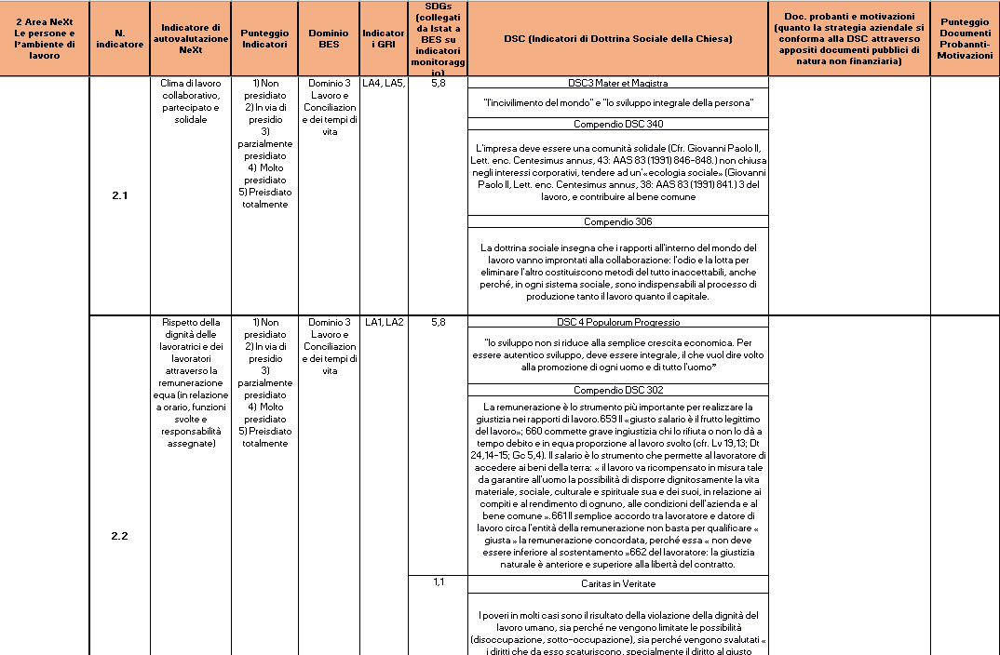 2 Area NeXt
Le persone e
l'ambiente di
lavoro
N.
indicatore
Indicatore di
autovalutazione
NeXt
Punteggio
Indicatori
Dominio
BES
Indicator
i GRI
SDGs
(collegati
da Istat a
BES su
indicatori
monitoragg
io)
DSC (Indicatori di Dottrina Sociale della Chiesa)
Doc. probanti e motivazioni
(quanto la strategia aziendale si
conforma alla DSC attraverso
appositi documenti pubblici di
natura non finanziaria)
Punteggio
Documenti
Probannti-
Motivazioni
2.1
Clima di lavoro
collaborativo,
partecipato e
solidale
1) Non
presidiato
2) In via di
presidio
3)
parzialmente
presidiato
4) Molto
presidiato
5) Preisdiato
totalmente
Dominio 3
Lavoro e
Conciliazion
e dei tempi di
vita
LA4, LA5,
5,8
DSC3 Mater et Magistra
"l'incivilimento del mondo" e "lo sviluppo integrale della persona"
Compendio DSC 340
L'impresa deve essere una comunità solidale (Cfr. Giovanni Paolo II,
Lett. enc. Centesimus annus, 43: AAS 83 (1991) 846-848.) non chiusa
negli interessi corporativi, tendere ad un'«ecologia sociale» (Giovanni
Paolo II, Lett. enc. Centesimus annus, 38: AAS 83 (1991) 841.) 3 del
lavoro, e contribuire al bene comune
Compendio 306
La dottrina sociale insegna che i rapporti all'interno del mondo del
lavoro vanno improntati alla collaborazione: l'odio e la lotta per
eliminare l'altro costituiscono metodi del tutto inaccettabili, anche
perché, in ogni sistema sociale, sono indispensabili al processo di
produzione tanto il lavoro quanto il capitale.
2.2
Rispetto della
dignità delle
lavoratrici e dei
lavoratori
attraverso la
remunerazione
equa (in relazione
a orario, funzioni
svolte e
responsabilità
assegnate)
1) Non
presidiato
2) In via di
presidio
3)
parzialmente
presidiato
4) Molto
presidiato
5) Preisdiato
totalmente
Dominio 3
Lavoro e
Conciliazion
e dei tempi di
vita
LA1, LA2
5,8
DSC 4 Populorum Progressio
"lo sviluppo non si riduce alla semplice crescita economica. Per
essere autentico sviluppo, deve essere integrale, il che vuol dire volto
alla promozione di ogni uomo e di tutto l'uomo”
Compendio DSC 302
La remunerazione è lo strumento più importante per realizzare la
giustizia nei rapporti di lavoro.659 Il «giusto salario è il frutto legittimo
del lavoro»; 660 commette grave ingiustizia chi lo rifiuta o non lo dà a
tempo debito e in equa proporzione al lavoro svolto (cfr. Lv 19,13; Dt
24,14-15; Gc 5,4). Il salario è lo strumento che permette al lavoratore di
accedere ai beni della terra: « il lavoro va ricompensato in misura tale
da garantire all'uomo la possibilità di disporre dignitosamente la vita
materiale, sociale, culturale e spirituale sua e dei suoi, in relazione ai
compiti e al rendimento di ognuno, alle condizioni dell'azienda e al
bene comune ».661 Il semplice accordo tra lavoratore e datore di
lavoro circa l'entità della remunerazione non basta per qualificare «
giusta » la remunerazione concordata, perché essa « non deve
essere inferiore al sostentamento »662 del lavoratore: la giustizia
naturale è anteriore e superiore alla libertà del contratto.
1,1
Caritas in Veritate
I poveri in molti casi sono il risultato della violazione della dignità del
lavoro umano, sia perché ne vengono limitate le possibilità
(disoccupazione, sotto-occupazione), sia perché vengono svalutati «
i diritti che da esso scaturiscono, specialmente il diritto al giusto